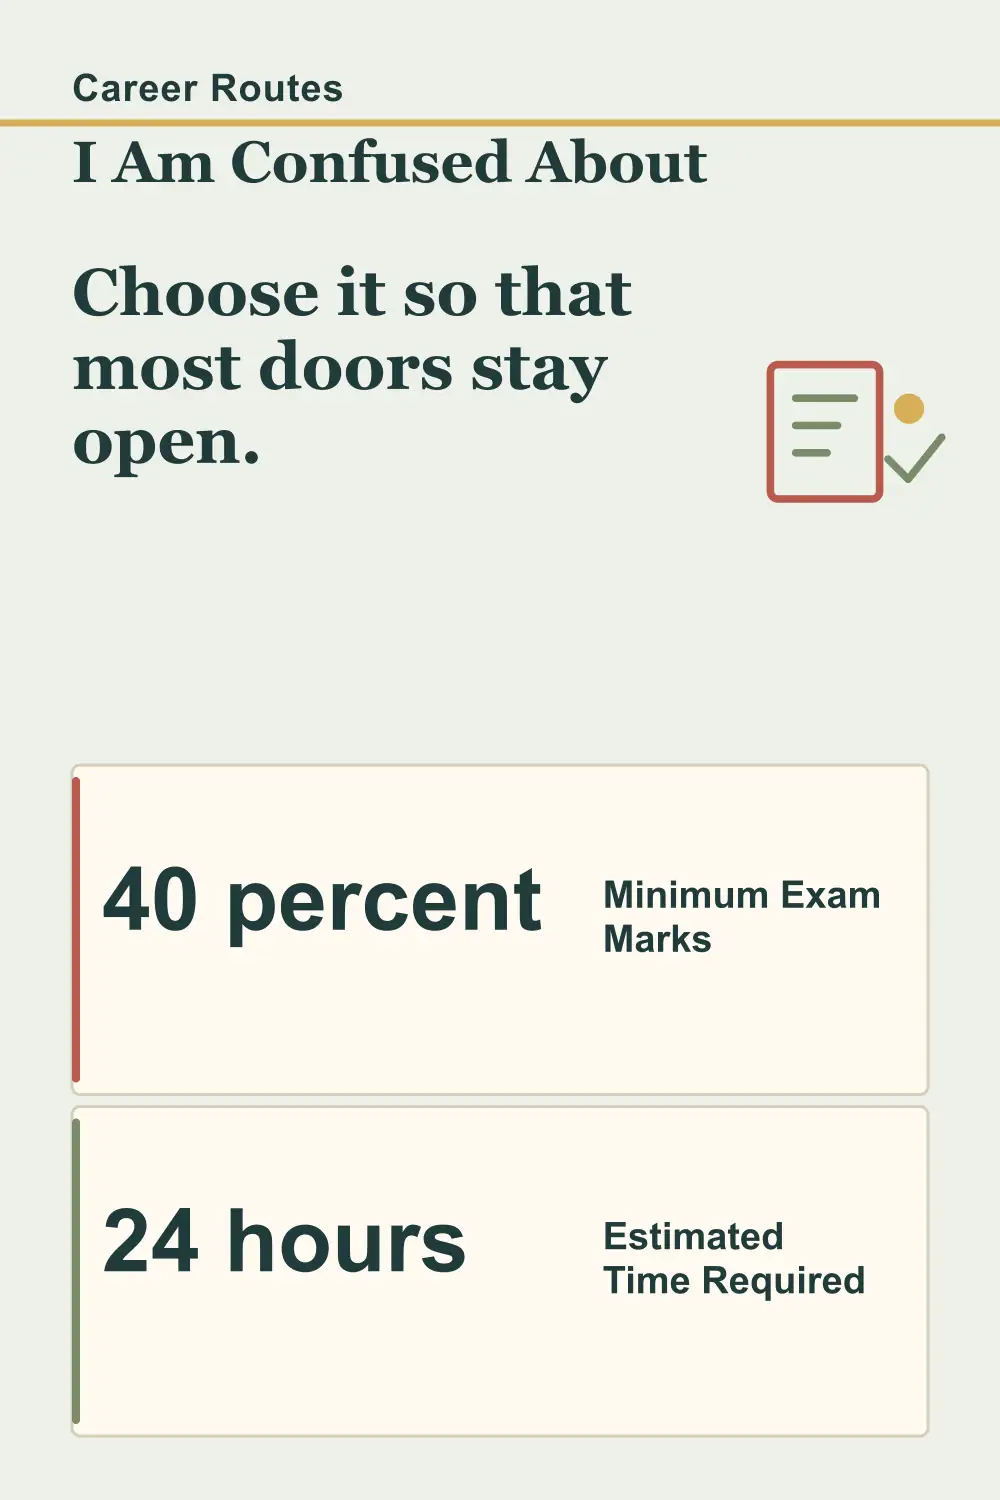 Career Routes
I Am Confused About
Choose it so that
most doors stay
open.
40 percent
Minimum Exam
Marks
24 hours
Estimated
Time Required